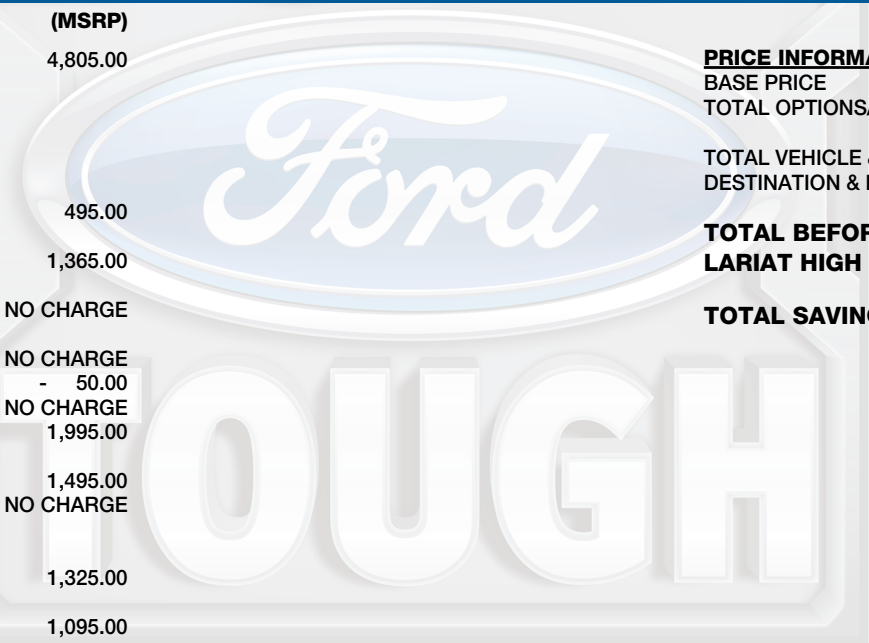 (MSRP)
4,805.00
495.00
1,365.00
NO CHARGE
NO CHARGE
- 50.00
NO CHARGE
1,995.00
1,495.00
NO CHARGE
1,325.00
1,095.00
PRICE INFORMA
BASE PRICE
TOTAL OPTIONS/
TOTAL VEHICLE &
DESTINATION &
TOTAL BEFOR
LARIAT HIGH
TOTAL SAVING
Ford
TOUGH